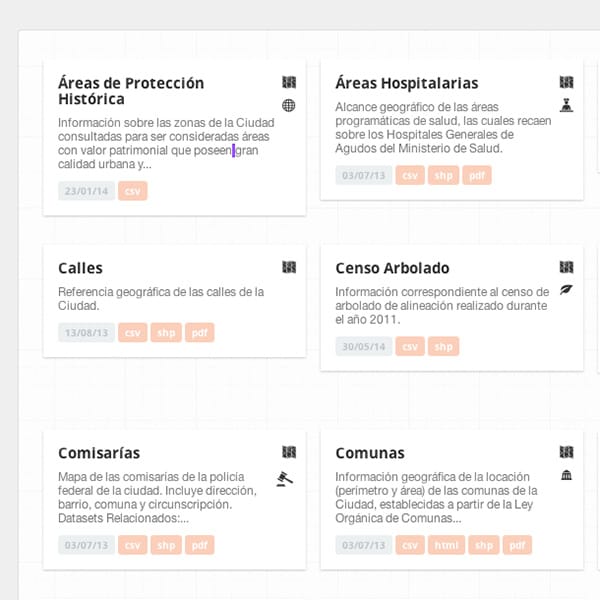 Áreas de Protección
Histórica
Información sobre las zonas de la Ciudad
consultadas para ser consideradas áreas
con valor patrimonial que poseen gran
calidad urbana y...
23/01/14 csv
Áreas Hospitalarias
Alcance geográfico de las áreas
programáticas de salud, las cuales recaen
sobre los Hospitales Generales de
Agudos del Ministerio de Salud.
03/07/13 csv shp pdf
Calles
Referencia geográfica de las calles de la
Ciudad.
13/08/13 csv shp pdf
Censo Arbolado
Información correspondiente al censo de
arbolado de alineación realizado durante
el año 2011.
30/05/14 csv shp
Comisarías
Mapa de las comisarías de la policía
federal de la ciudad. Incluye dirección,
barrio, comuna y circunscripción.
Datasets Relacionados:...
03/07/13 csv shp pdf
Comunas
Información geográfica de la locación
(perímetro y área) de las comunas de la
Ciudad, establecidas a partir de la Ley
Orgánica de Comunas...
03/07/13 csv html shp pdf